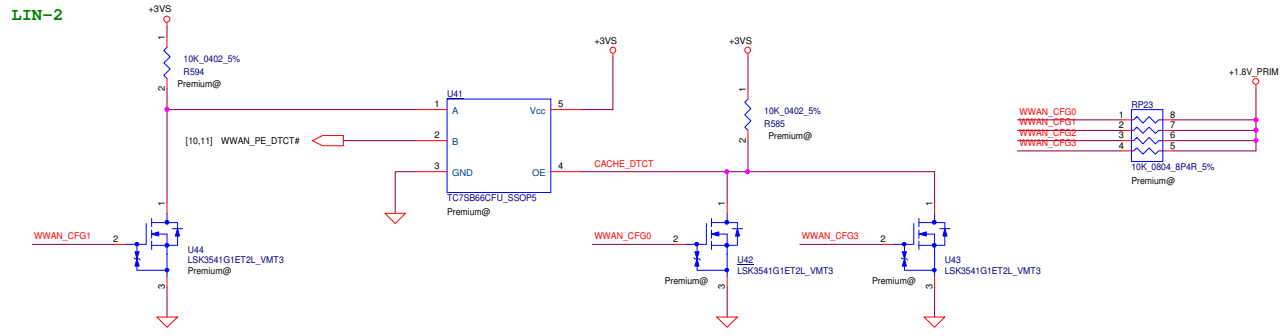 LIN-2
+3VS
1
10K_0402_5%
R594
Premium@
2
+3VS
+3VS
1
10K_0402_5%
R585
Premium@
2
+1.8V_PRIM
U41
1 A Vcc 5
[10,11] WWAN_PE_DTCT# 2 B
3 GND OE 4 CACHE_DTCT
TC7SB66CFU_SSOP5
Premium@
RP23
WWAN_CFG0 1 8
WWAN_CFG1 2 7
WWAN_CFG2 3 6
WWAN_CFG3 4 5
10K_0804_8P4R_5%
Premium@
1
WWAN_CFG1 2
U44
LSK3541G1ET2L_VMT3
Premium@
3
1
WWAN_CFG0 2
U42
LSK3541G1ET2L_VMT3
Premium@
3
1
WWAN_CFG3 2
U43
LSK3541G1ET2L_VMT3
Premium@
3